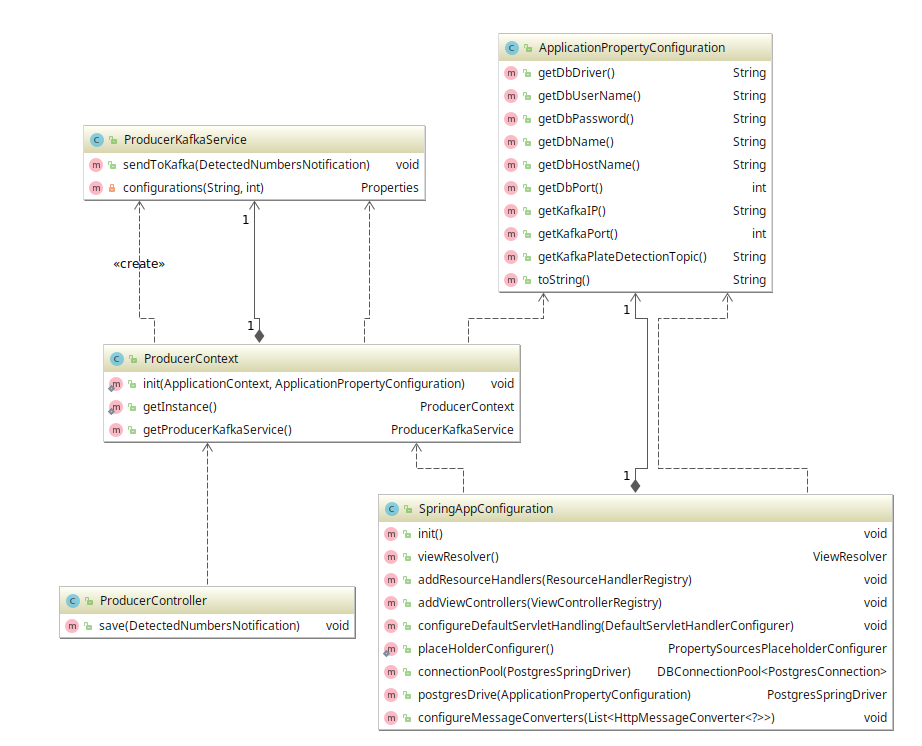 ApplicationPropertyConfiguration
getDbDriver() String
getDbUserName() String
getDbPassword() String
getDbName() String
getDbHostName() String
getDbPort() int
getKafkaIP() String
getKafkaPort() int
getKafkaPlateDetectionTopic() String
toString() String
ProducerKafkaService
sendToKafka(DetectedNumbersNotification) void
configurations(String, int) Properties
1
«create»
1
1
ProducerContext
init(ApplicationContext, ApplicationPropertyConfiguration) void
getInstance() ProducerContext
getProducerKafkaService() ProducerKafkaService
1
SpringAppConfiguration
init() void
viewResolver() ViewResolver
addResourceHandlers(ResourceHandlerRegistry) void
addViewControllers(ViewControllerRegistry) void
configureDefaultServletHandling(DefaultServletHandlerConfigurer) void
placeHolderConfigurer() PropertySourcesPlaceholderConfigurer
connectionPool(PostgresSpringDriver) DBConnectionPool<PostgresConnection>
postgresDrive(ApplicationPropertyConfiguration) PostgresSpringDriver
configureMessageConverters(List<HttpMessageConverter<?>>) void
ProducerController
save(DetectedNumbersNotification) void